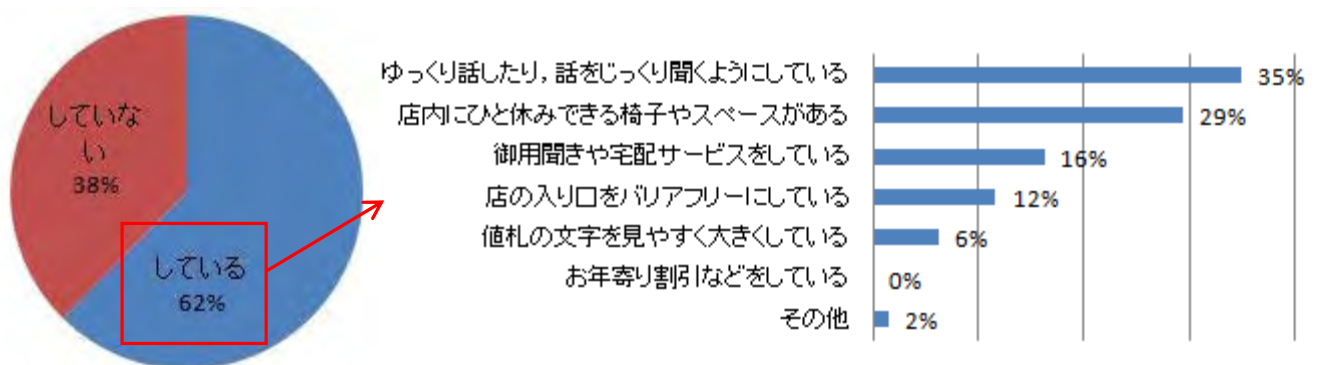 していな
い
38%
している
62%
ゆっくり話したり，話をじっくり聞くようにしている
35%
店内にひと休みできる椅子やスペースがある
29%
御用聞きや宅配サービスをしている
16%
店の入り口をバリアフリーにしている
12%
値札の文字を見やすく大きくしている
6%
お年寄り割引などをしている
0%
その他
2%